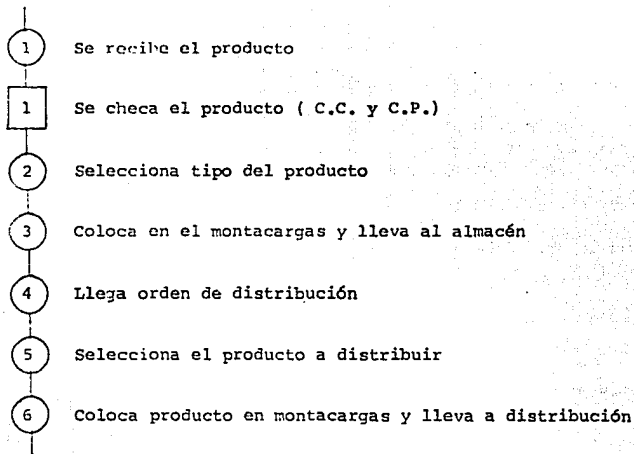 1 Se recibe el producto
1 Se checa el producto ( C.C. y C.P.)
2 Selecciona tipo del producto
3 Coloca en el montacargas y lleva al almacén
4 Llega orden de distribución
5 Selecciona el producto a distribuir
6 Coloca producto en montacargas y lleva a distribución